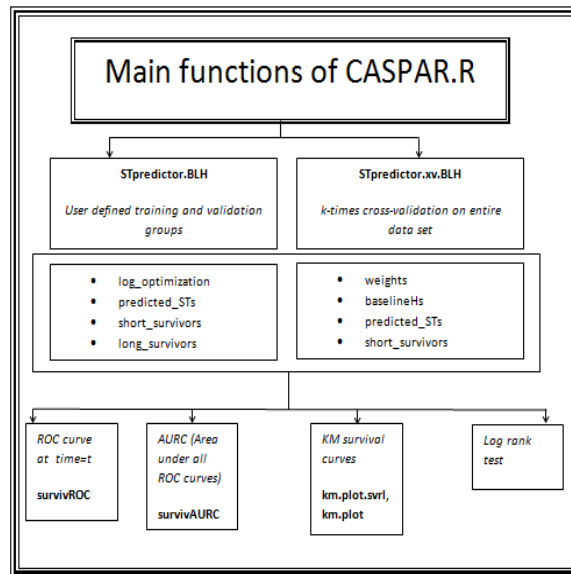 Main functions of CASPAR.R
STpredictor.BLH
User defined training and validation
groups
STpredictor.xv.BLH
k-times cross-validation on entire
data set
• log_optimization
• predicted_STs
• short_survivors
• long_survivors
• weights
• baselineHs
• predicted_STs
• short_survivors
ROC curve
at time=t
survivROC
AURC (Area
under all
ROC curves)
survivAURC
KM survival
curves
km.plot.svrl,
km.plot
Log rank
test